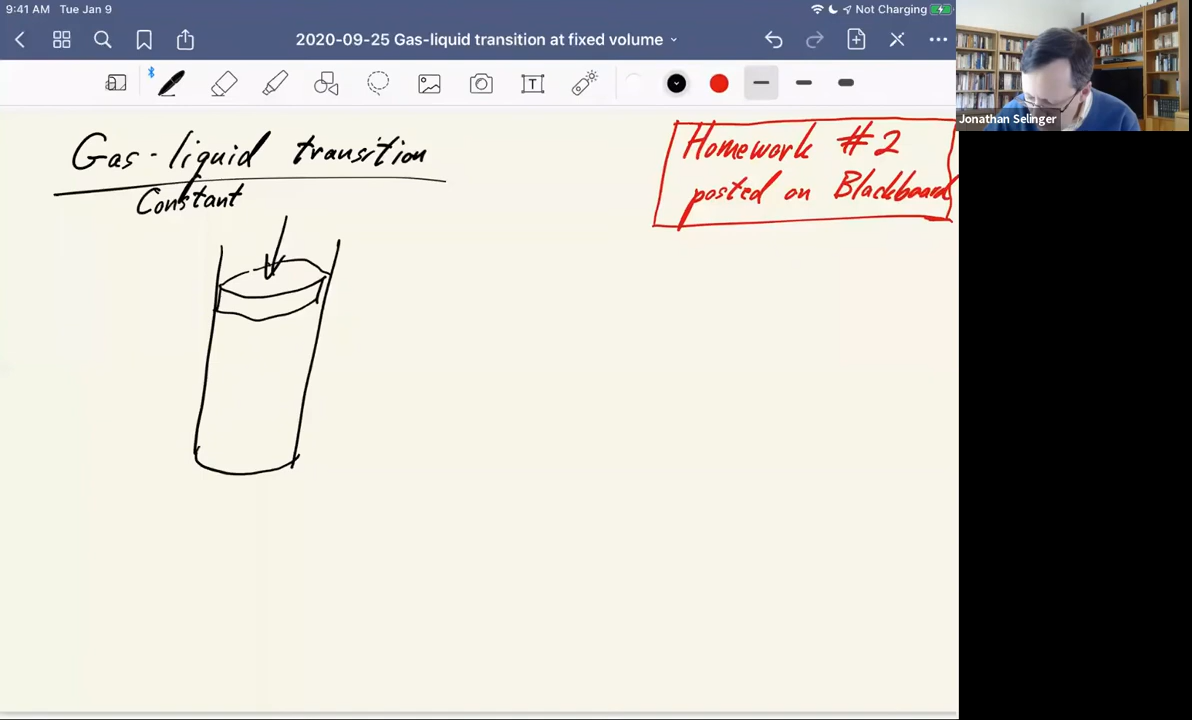 9:41 AM Tue Jan 9
Not Charging
2020-09-25 Gas-liquid transition at fixed volume
T
Jonathan Selinger
Gas-liquid transition
Constant
Homework #2
posted on Blackboard